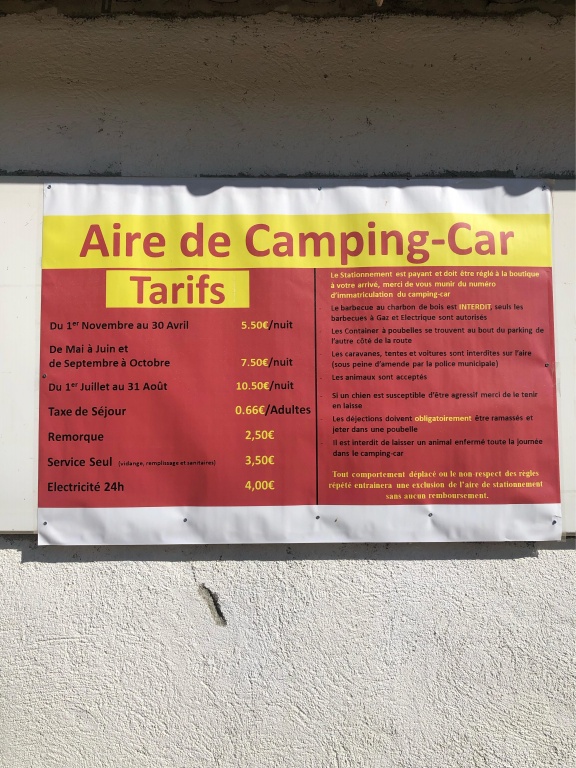 Aire de Camping-Car
Tarifs
Du 1er Novembre au 30 Avril 5.50€/nuit
De Mai à Juin et
de Septembre à Octobre 7.50€/nuit
Du 1er Juillet au 31 Août 10.50€/nuit
Taxe de Séjour 0.66€/Adultes
Remorque 2,50€
Service Seul (vidange, remplissage et sanitaires) 3,50€
Electricité 24h 4,00€
Le Stationnement est payant et doit être réglé à la boutique
à votre arrivé, merci de vous munir du numéro
d'immatriculation du camping-car
Le barbecue au charbon de bois est INTERDIT, seuls les
barbecues à Gaz et Electrique sont autorisés
Les Container à poubelles se trouvent au bout du parking de
l'autre côté de la route
Les caravanes, tentes et voitures sont interdites sur l'aire
(sous peine d'amende par la police municipale)
- Les animaux sont acceptés
- Si un chien est susceptible d'être agressif merci de le tenir
en laisse
- Les déjections doivent obligatoirement être ramassés et
jeter dans une poubelle
- Il est interdit de laisser un animal enfermé toute la journée
dans le camping-car
Tout comportement déplacé ou le non respect des règles
répété entrainera une exclusion de l'aire de stationnement
sans aucun remboursement.